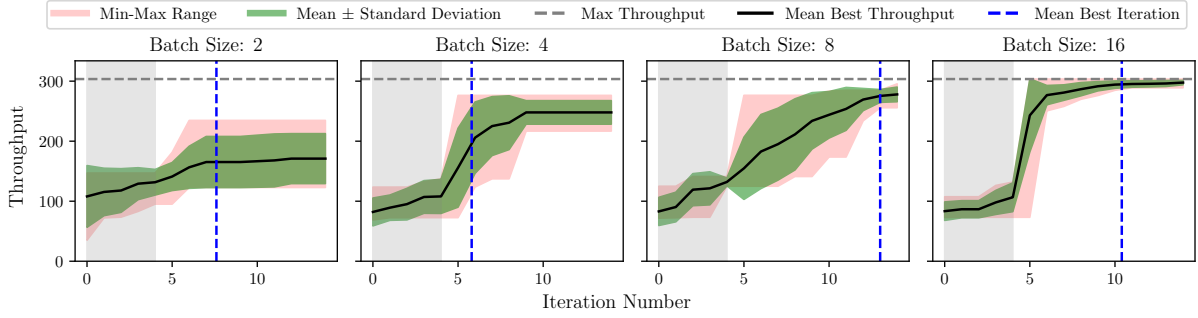 Min-Max Range Mean ± Standard Deviation Max Throughput Mean Best Throughput Mean Best Iteration
Batch Size: 2 Batch Size: 4 Batch Size: 8 Batch Size: 16
300
200
100
0
Throughput
0 5 10 0 5 10 0 5 10 0 5 10
Iteration Number